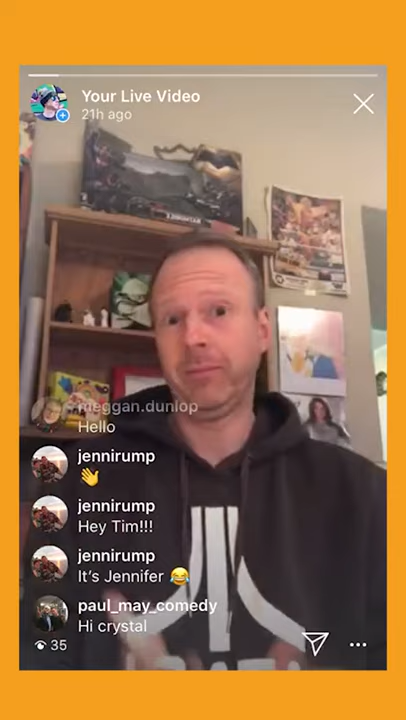 Your Live Video
21h ago
meggan.dunlop
Hello
jennirump
👋
jennirump
Hey Tim!!!
jennirump
It's Jennifer 😂
paul_may_comedy
Hi crystal
35